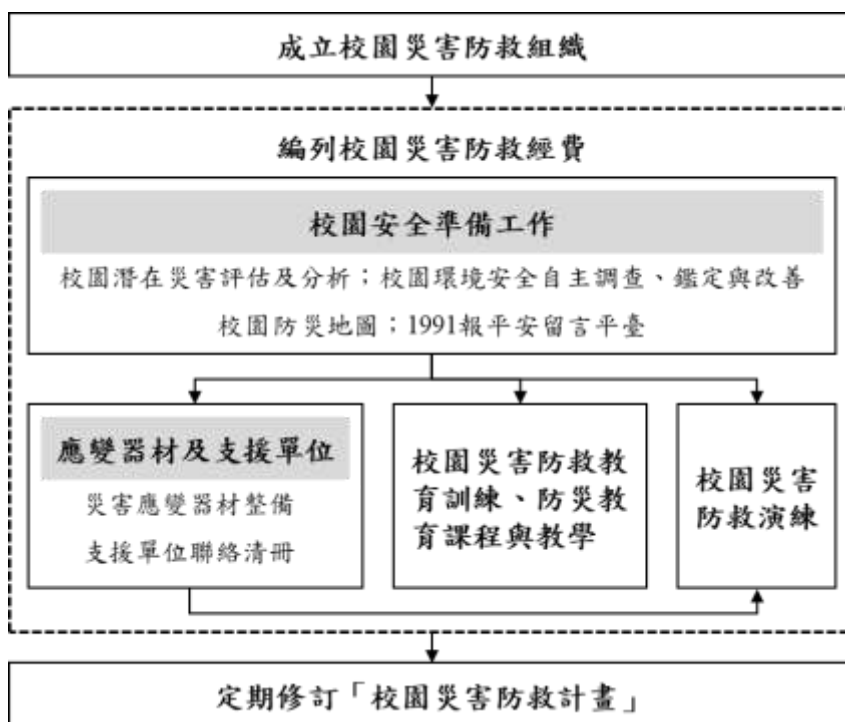 成立校園災害防救組織
編列校園災害防救經費
校園安全準備工作
校園潛在災害評估及分析；校園環境安全自主調查、鑑定與改善
校園防災地圖；1991報平安留言平臺
應變器材及支援單位
災害應變器材整備
支援單位聯絡清冊
校園災害防救教
育訓練、防災教
育課程與教學
校園災害
防救演練
定期修訂「校園災害防救計畫」